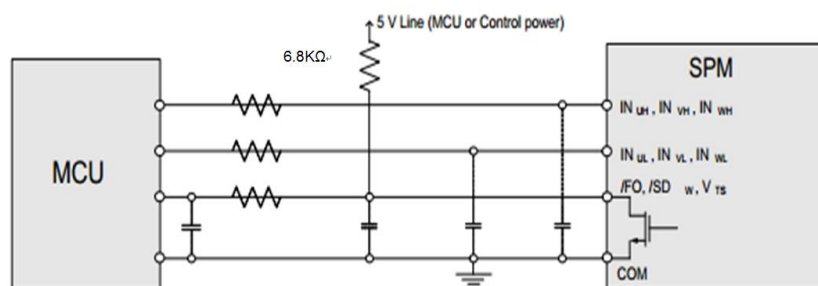 5 V Line (MCU or Control power)
6.8KΩ
SPM
IN UH , IN VH , IN WH
MCU
IN UL , IN VL , IN WL
/FO, /SD W , V TS
COM